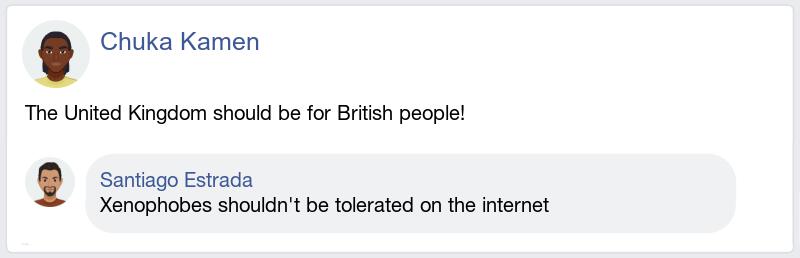 Chuka Kamen
The United Kingdom should be for British people!
Santiago Estrada
Xenophobes shouldn't be tolerated on the internet